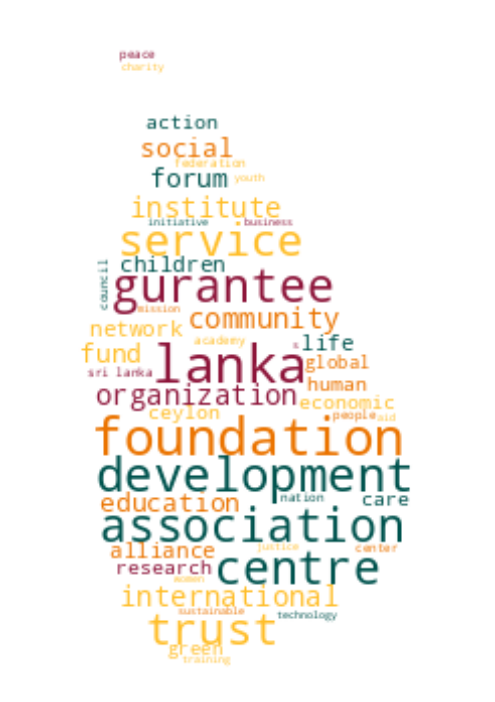 peace
charity
action
social
federation
forum youth
institute
initiative business
service
children
council
gurantee
mission
community
network
academy
s life
fund
lanka
global
sri lanka
human
organization
economic
ceylon
people aid
foundation
development
education nation care
association
alliance justice center
research centre
women
international
sustainable
technology
trust
green
training